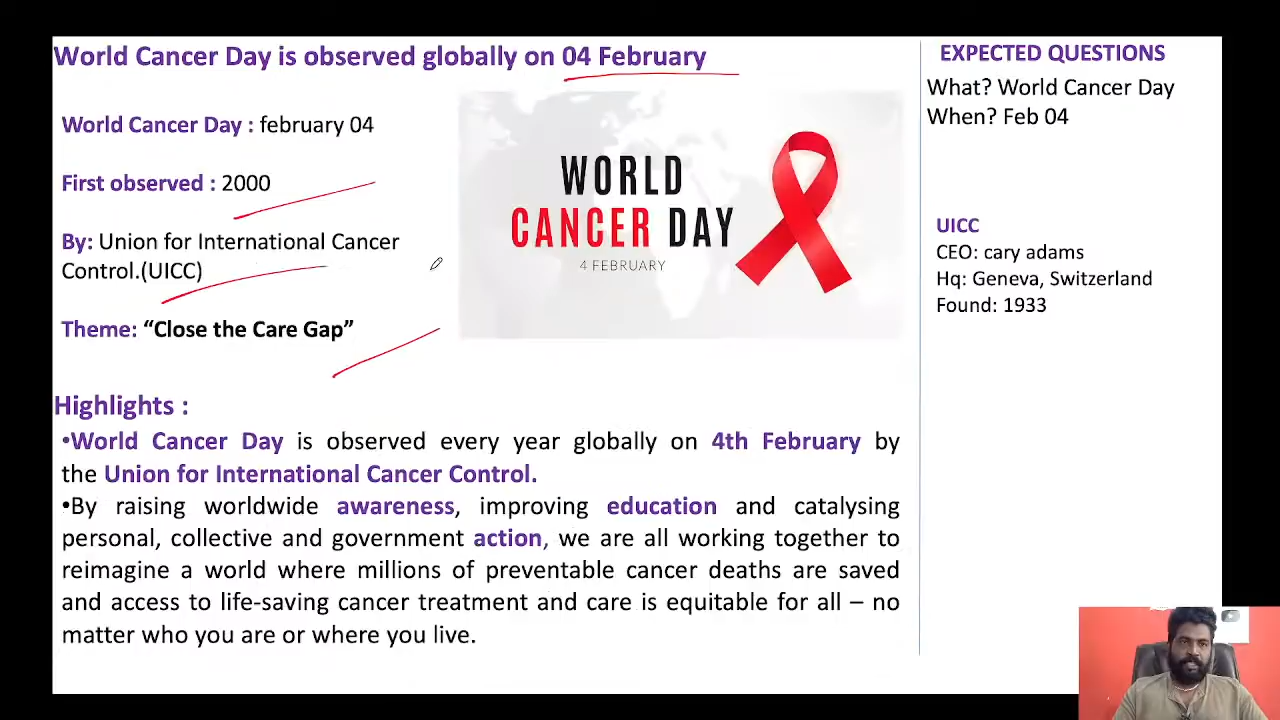 World Cancer Day is observed globally on 04 February
World Cancer Day : february 04
First observed : 2000
By: Union for International Cancer
Control.(UICC)
Theme: “Close the Care Gap”
WORLD
CANCER DAY
4 FEBRUARY
Highlights :
•World Cancer Day is observed every year globally on 4th February by
the Union for International Cancer Control.
•By raising worldwide awareness, improving education and catalysing
personal, collective and government action, we are all working together to
reimagine a world where millions of preventable cancer deaths are saved
and access to life-saving cancer treatment and care is equitable for all – no
matter who you are or where you live.
EXPECTED QUESTIONS
What? World Cancer Day
When? Feb 04
UICC
CEO: cary adams
Hq: Geneva, Switzerland
Found: 1933